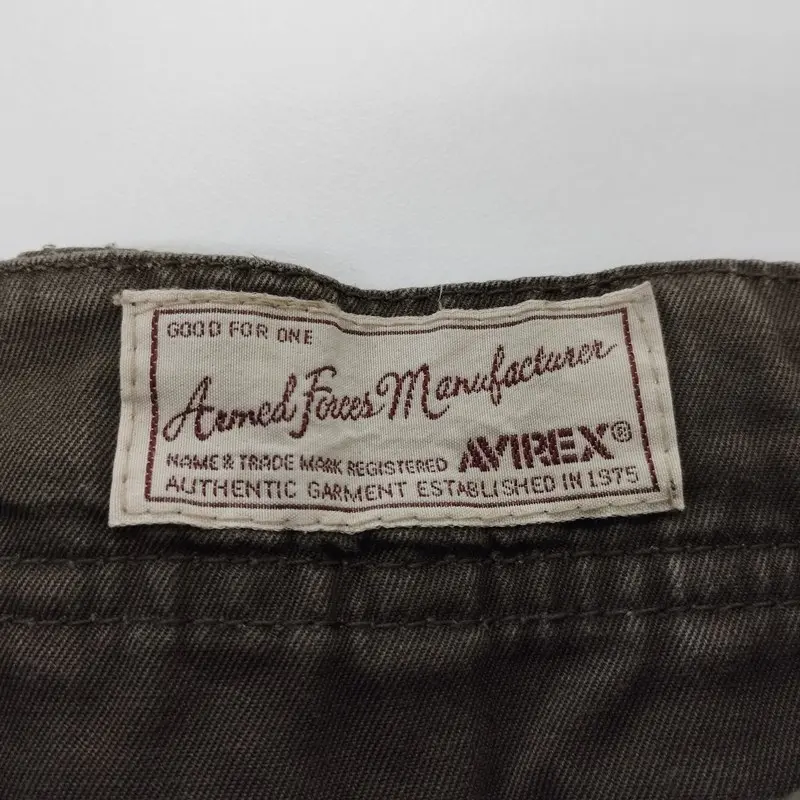 GOOD FOR ONE
Armed Forces Manufacturer
NAME & TRADE MARK REGISTERED AVIREX®
AUTHENTIC GARMENT ESTABLISHED IN 1975